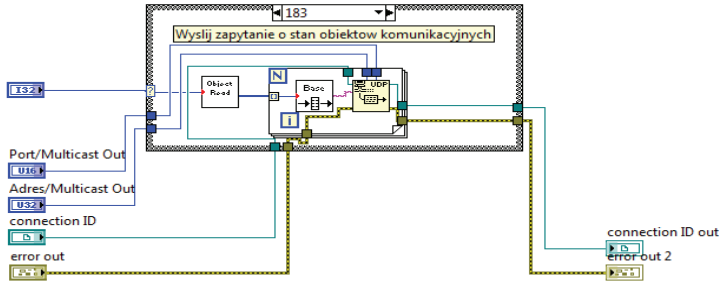 183
Wyslij zapytanie o stan obiektow komunikacyjnych
N
Object
Read
Base
UDP
i
I32
?
Port/Multicast Out
U16
Adres/Multicast Out
U32
connection ID
error out
connection ID out
error out 2